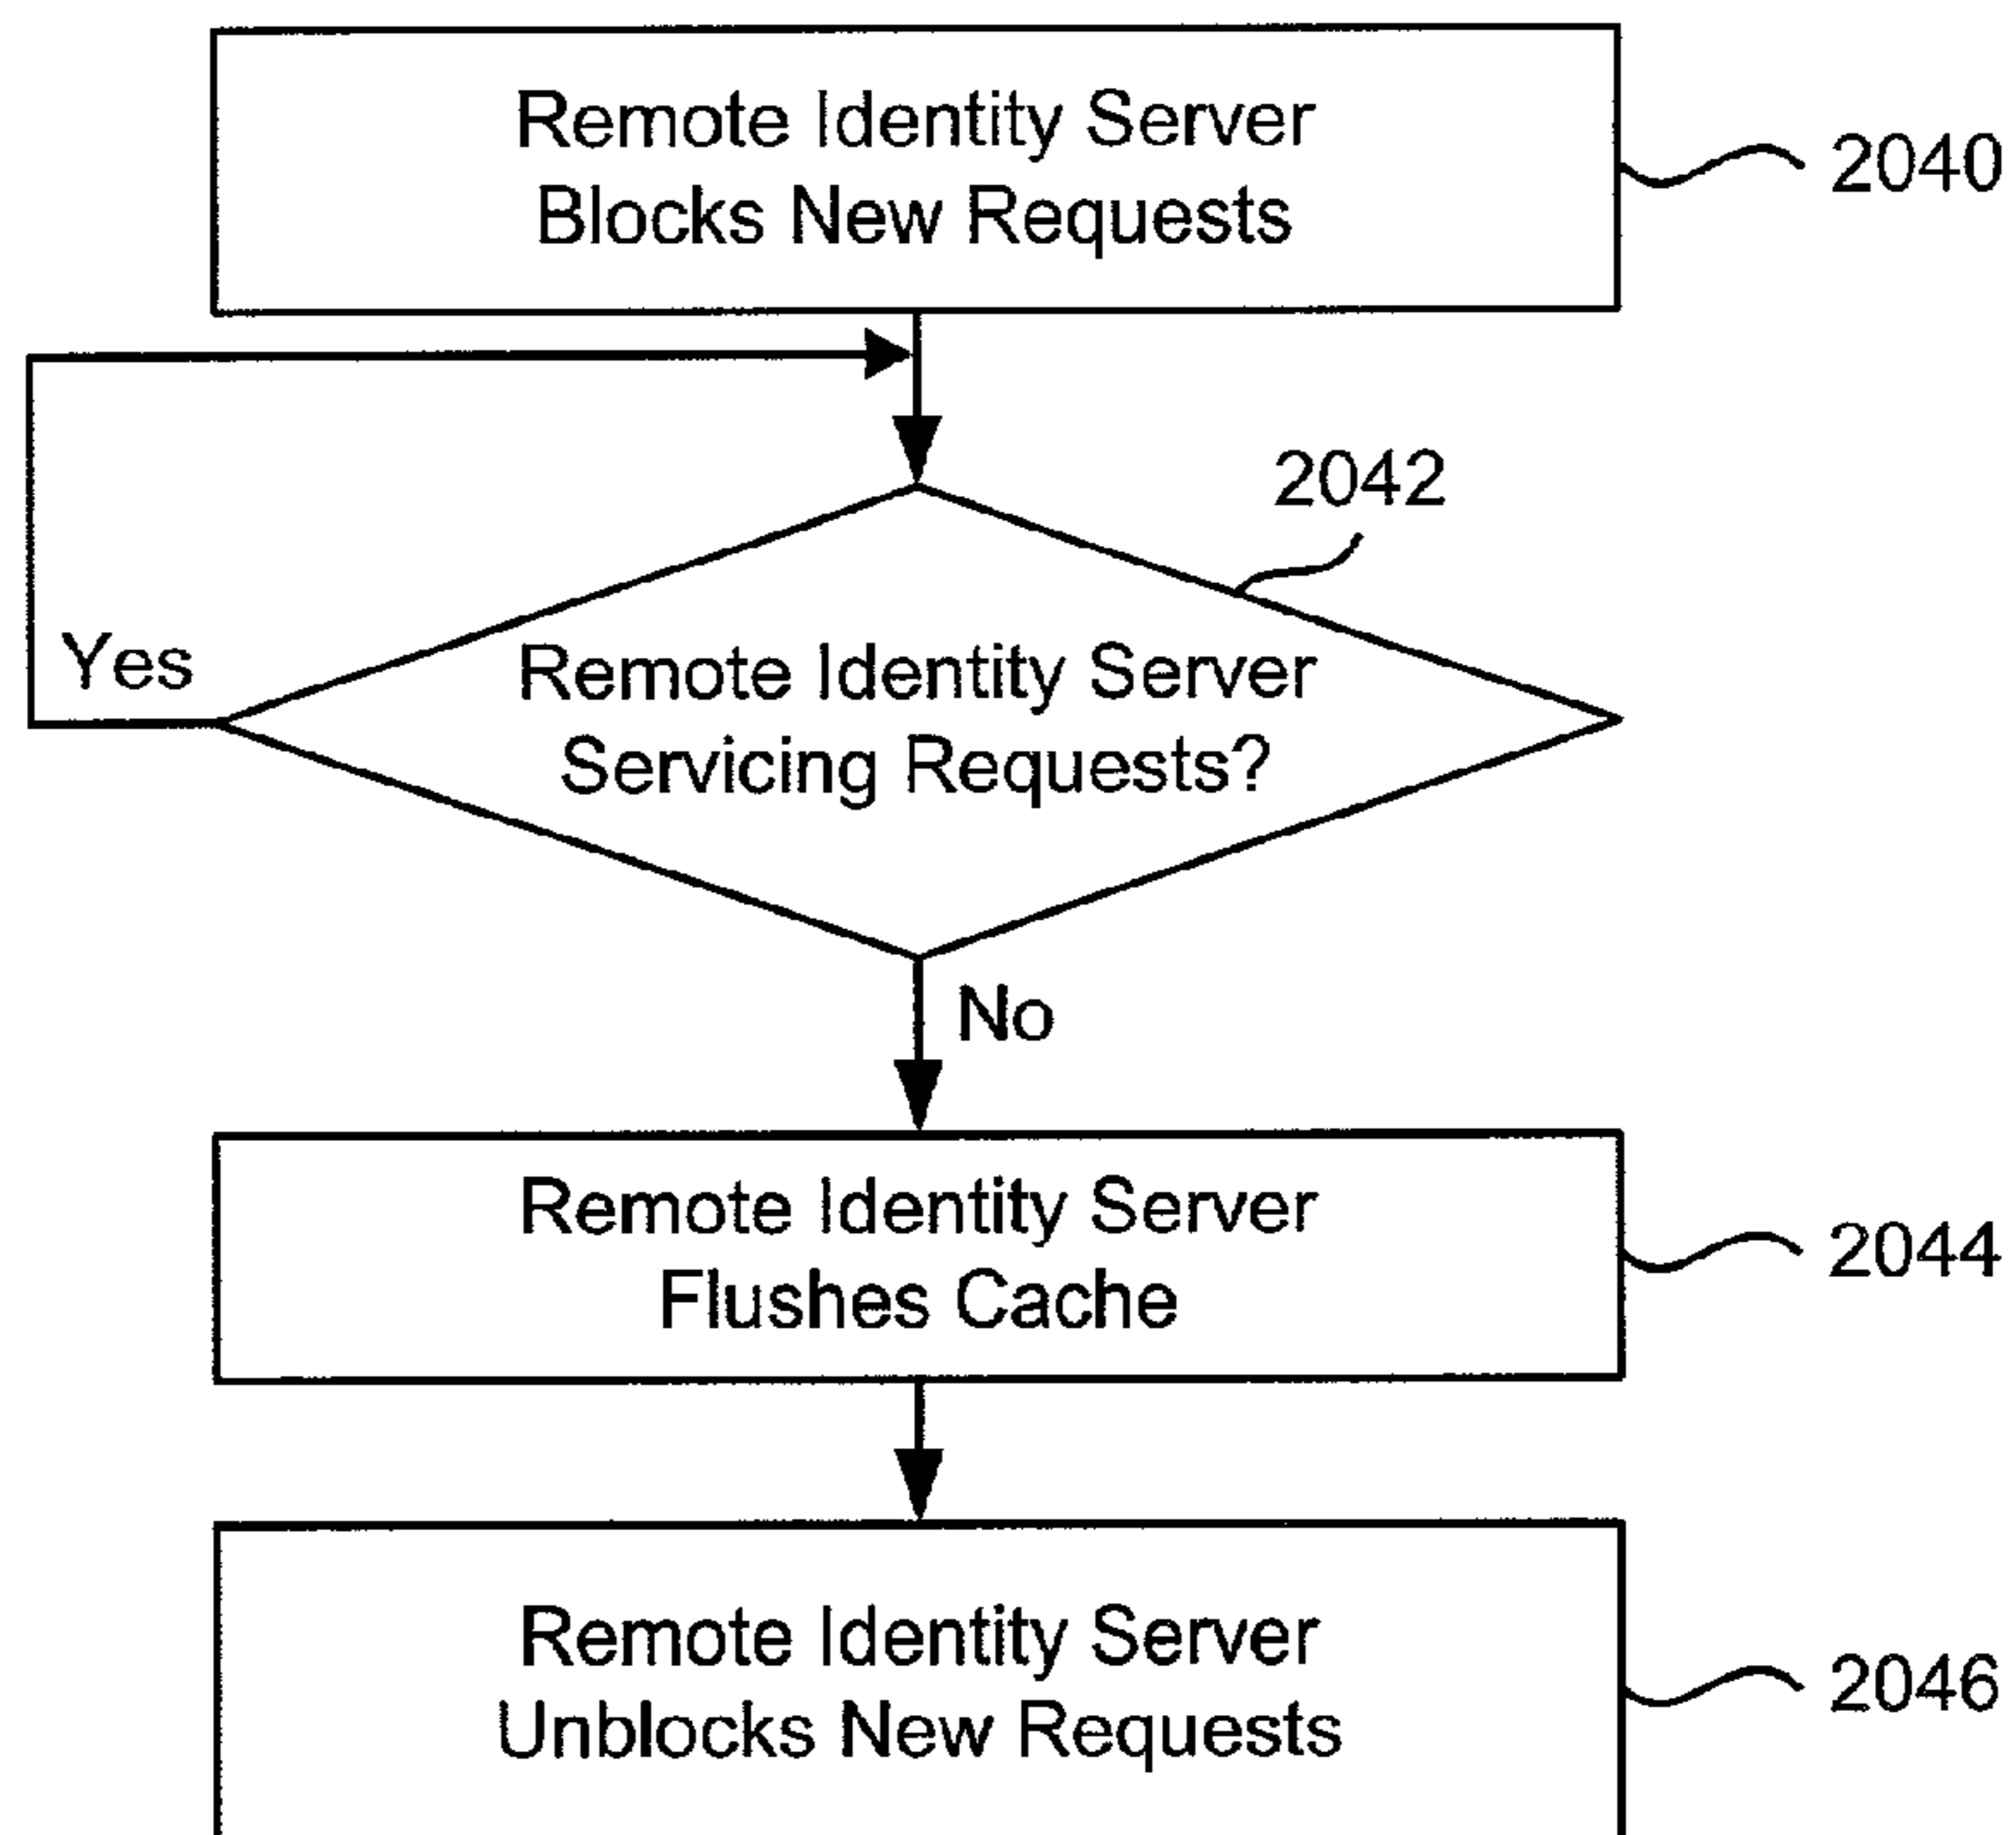 Remote Identity Server
Blocks New Requests
2040
2042
Yes
Remote Identity Server
Servicing Requests?
No
Remote Identity Server
Flushes Cache
2044
Remote Identity Server
Unblocks New Requests
2046